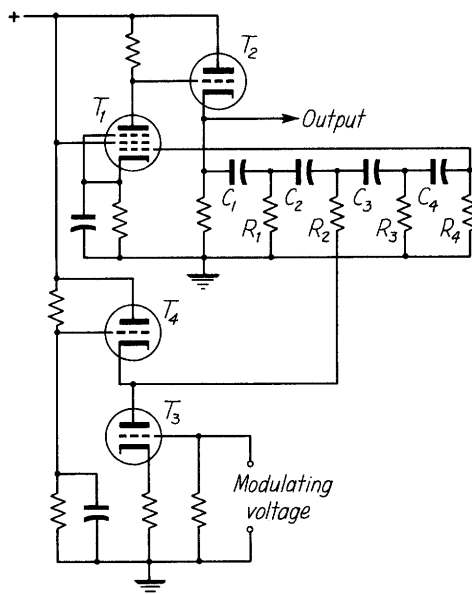 +
T2
T1
Output
C1
C2
C3
C4
R1
R2
R3
R4
T4
T3
Modulating
voltage